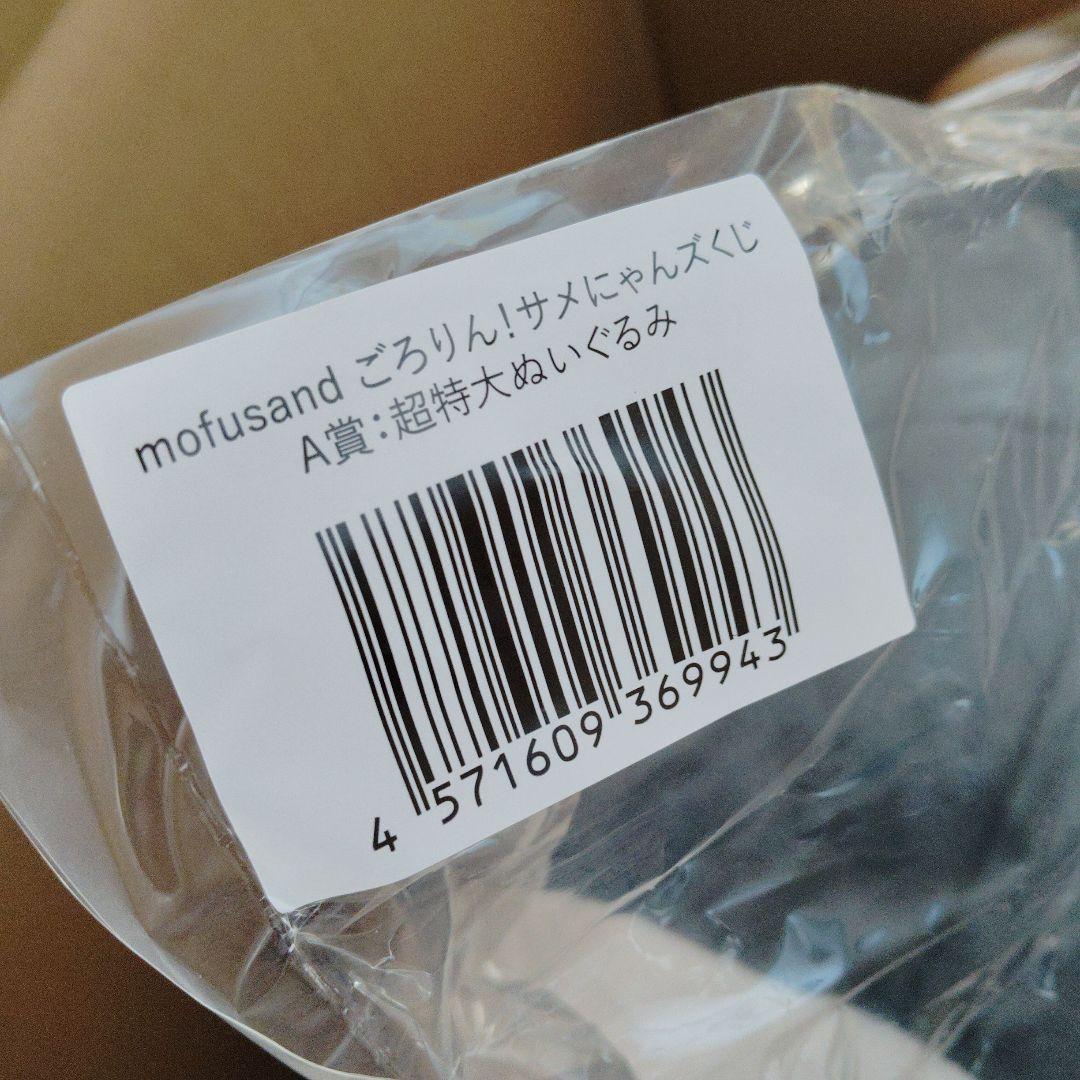 mofusand ごろりん！サメにゃんズくじ
A賞：超特大ぬいぐるみ
4 571609 369943